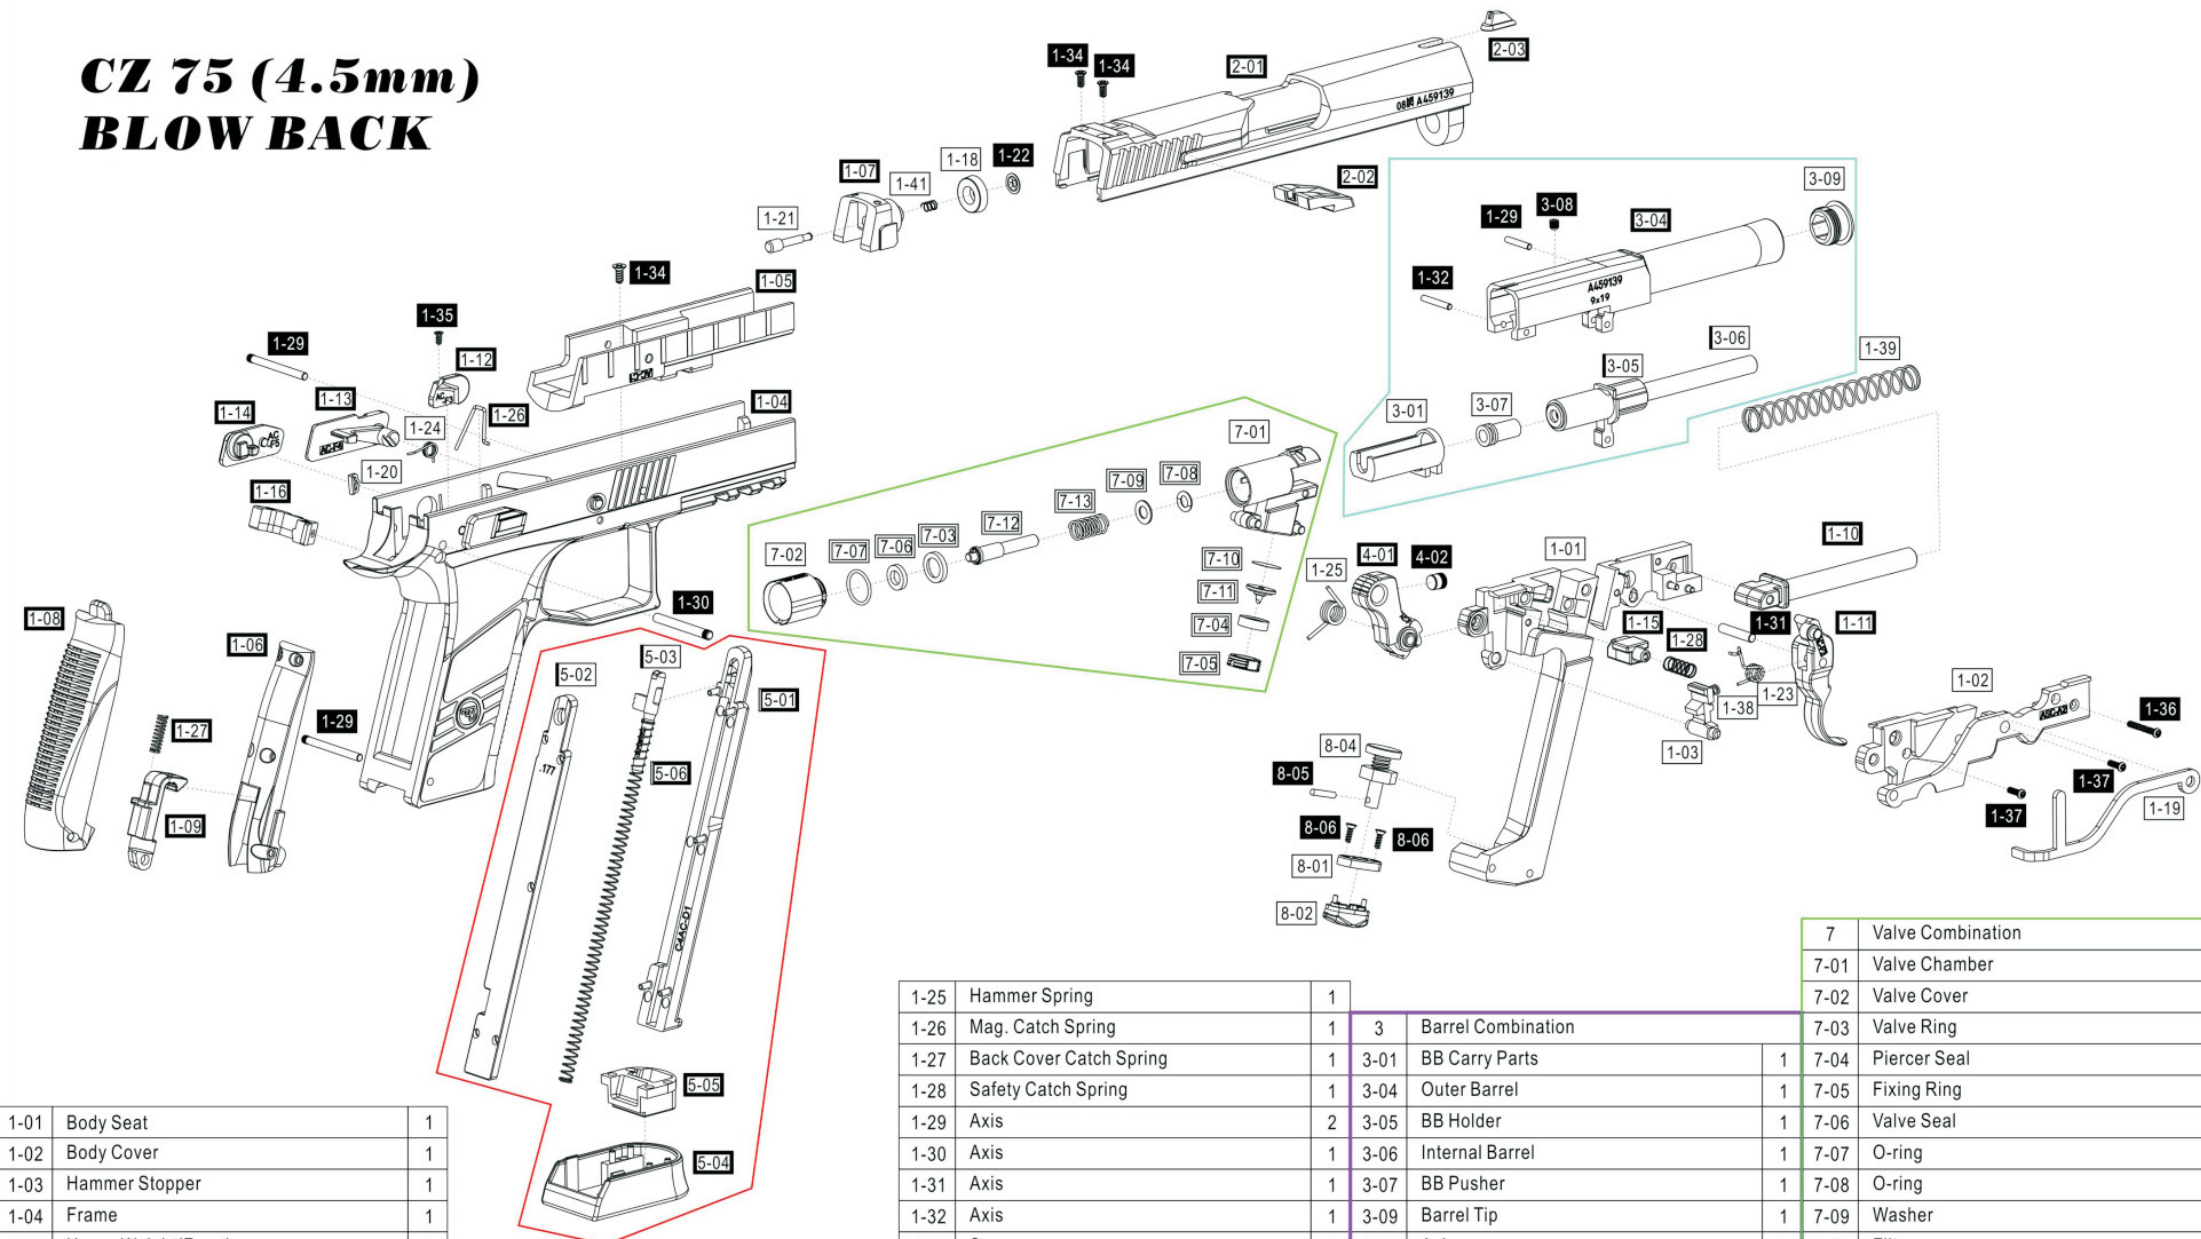 CZ 75 (4.5mm)
BLOW BACK
1-34
1-34
2-01
2-03
A459139
1-07
1-41
1-18
1-22
2-02
1-21
3-09
1-29
3-08
3-04
1-32
A459139
9x19
1-34
1-05
3-06
3-05
1-39
1-35
1-29
1-12
1-13
1-14
AC
-F5
1-24
1-26
1-04
3-01
3-07
1-20
1-16
7-01
7-08
7-09
7-13
7-12
7-03
7-06
7-07
7-02
7-10
7-11
7-04
7-05
1-25
4-01
4-02
1-01
1-10
1-08
1-06
1-30
1-15
1-28
1-31
1-11
1-27
1-29
1-09
5-02
5-03
5-01
5-06
.177
C4AC-D1
1-23
1-38
1-03
1-02
1-36
1-37
1-37
1-19
8-04
8-05
8-06
8-06
8-01
8-02
5-05
5-04
1-01 Body Seat 1
1-02 Body Cover 1
1-03 Hammer Stopper 1
1-04 Frame 1
1-25 Hammer Spring 1
1-26 Mag. Catch Spring 1
1-27 Back Cover Catch Spring 1
1-28 Safety Catch Spring 1
1-29 Axis 2
1-30 Axis 1
1-31 Axis 1
1-32 Axis 1
3 Barrel Combination
3-01 BB Carry Parts 1
3-04 Outer Barrel 1
3-05 BB Holder 1
3-06 Internal Barrel 1
3-07 BB Pusher 1
3-09 Barrel Tip 1
7 Valve Combination
7-01 Valve Chamber
7-02 Valve Cover
7-03 Valve Ring
7-04 Piercer Seal
7-05 Fixing Ring
7-06 Valve Seal
7-07 O-ring
7-08 O-ring
7-09 Washer